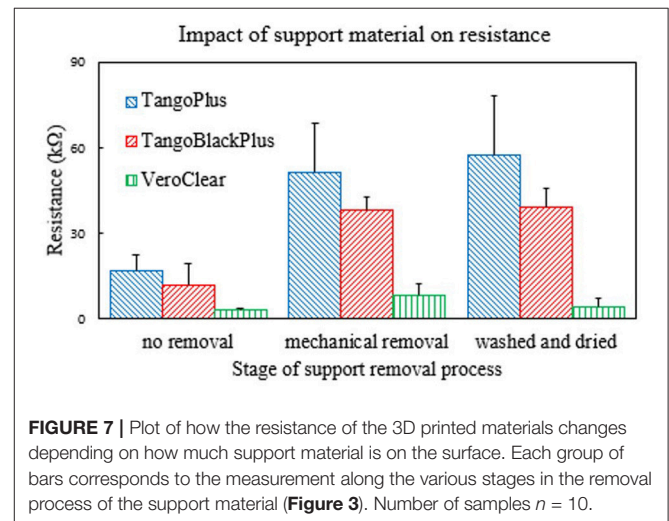 Impact of support material on resistance
90
60
30
0
Resistance (kΩ)
TangoPlus
TangoBlackPlus
VeroClear
no removal mechanical removal washed and dried
Stage of support removal process
FIGURE 7 | Plot of how the resistance of the 3D printed materials changes
depending on how much support material is on the surface. Each group of
bars corresponds to the measurement along the various stages in the removal
process of the support material (Figure 3). Number of samples n = 10.